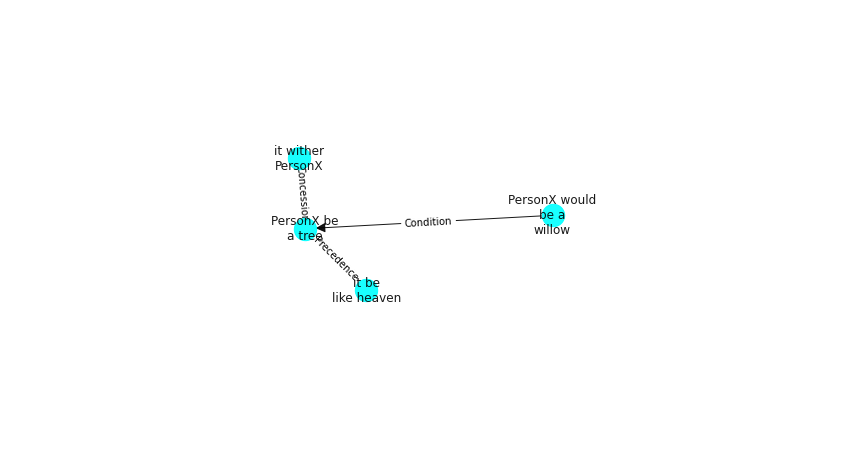 it wither
PersonX
Concession
PersonX would
be a
willow
Condition
PersonX be
a tree
Precedence
it be
like heaven